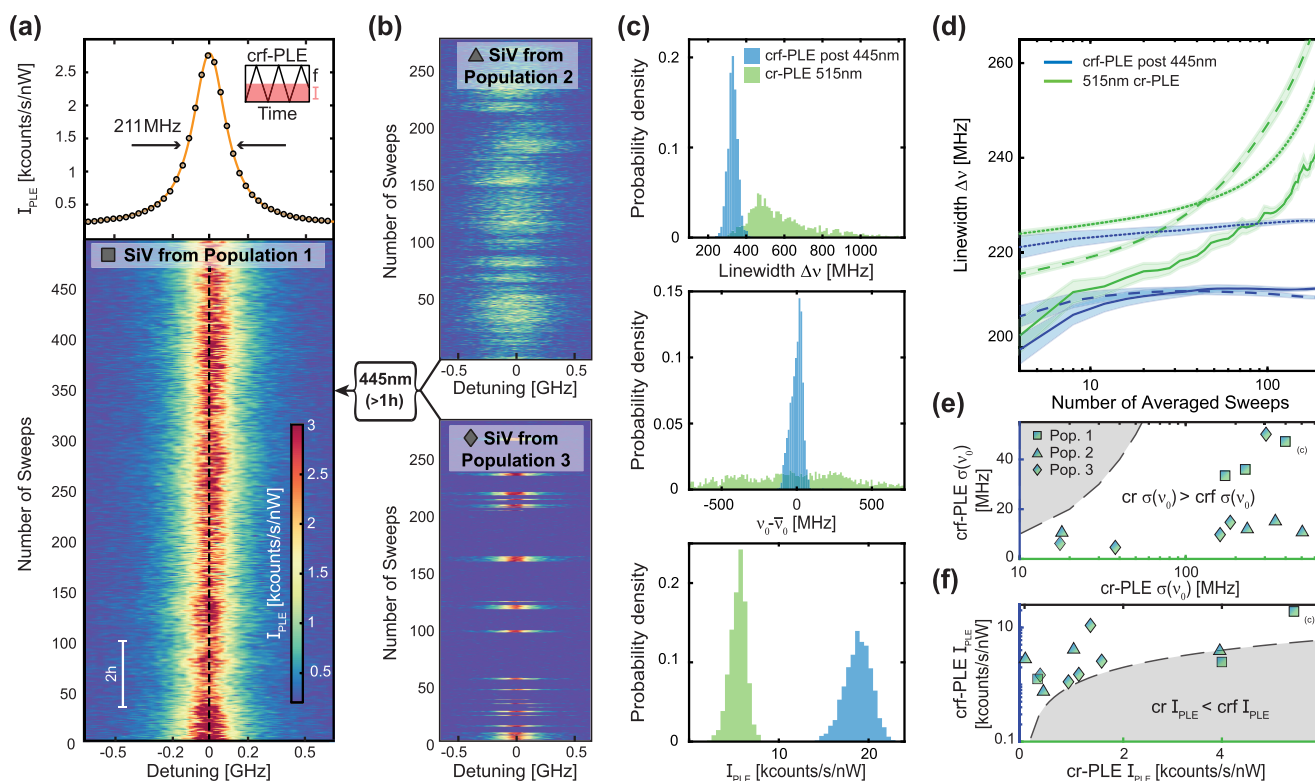 (a)
I_PLE [kcounts/s/nW]
2.5
2
1.5
1
0.5
211MHz
crf-PLE
f
I
Time
SiV from Population 1
Number of Sweeps
450
400
350
300
250
200
150
100
50
0
2h
I_PLE [kcounts/s/nW]
3
2.5
2
1.5
1
0.5
-0.5
-0.2
0
0.2
0.5
Detuning [GHz]
(b)
SiV from
Population 2
Number of Sweeps
250
200
150
100
50
-0.5
0
0.5
Detuning [GHz]
445nm
(>1h)
SiV from
Population 3
Number of Sweeps
250
200
150
100
50
0
-0.5
0
0.5
Detuning [GHz]
(c)
crf-PLE post 445nm
cr-PLE 515nm
Probability density
0.2
0.1
0
200
400
600
800
1000
Linewidth Δν [MHz]
Probability density
0.15
0.1
0.05
0
-500
0
500
ν₀-ν̅₀ [MHz]
Probability density
0.2
0.1
0
0
10
20
I_PLE [kcounts/s/nW]
(d)
crf-PLE post 445nm
515nm cr-PLE
Linewidth Δν [MHz]
260
240
220
200
10
100
Number of Averaged Sweeps
(e)
Pop. 1
Pop. 2
Pop. 3
(c)
cr σ(ν₀) > crf σ(ν₀)
crf-PLE σ(ν₀)
[MHz]
40
20
0
10
100
cr-PLE σ(ν₀) [MHz]
(f)
(c)
cr I_PLE < crf I_PLE
crf-PLE I_PLE
[kcounts/s/nW]
10
1
0.1
0
2
4
cr-PLE I_PLE [kcounts/s/nW]